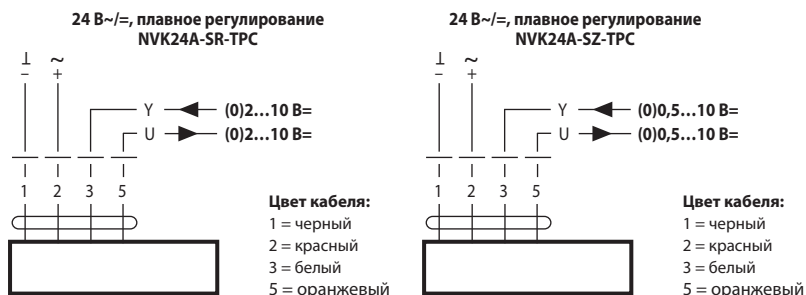 24 В~/=, плавное регулирование
NVK24A-SR-TPC
⊥ ~
– +
Y (0)2…10 В=
U (0)2…10 В=
1 2 3 5
Цвет кабеля:
1 = черный
2 = красный
3 = белый
5 = оранжевый
24 В~/=, плавное регулирование
NVK24A-SZ-TPC
⊥ ~
– +
Y (0)0,5…10 В=
U (0)0,5…10 В=
1 2 3 5
Цвет кабеля:
1 = черный
2 = красный
3 = белый
5 = оранжевый